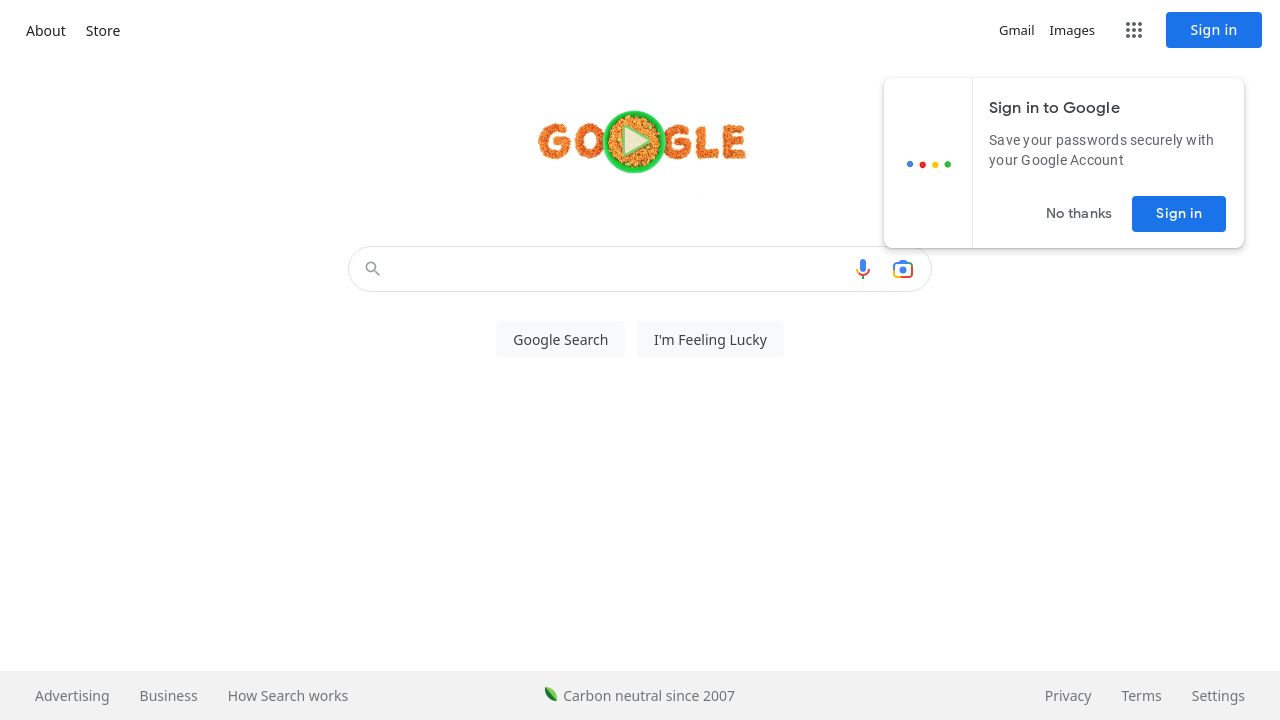 About Store Gmail Images Sign in
Sign in to Google
Save your passwords securely with
your Google Account
No thanks Sign in
GOOGLE
Google Search I'm Feeling Lucky
Advertising Business How Search works Carbon neutral since 2007 Privacy Terms Settings